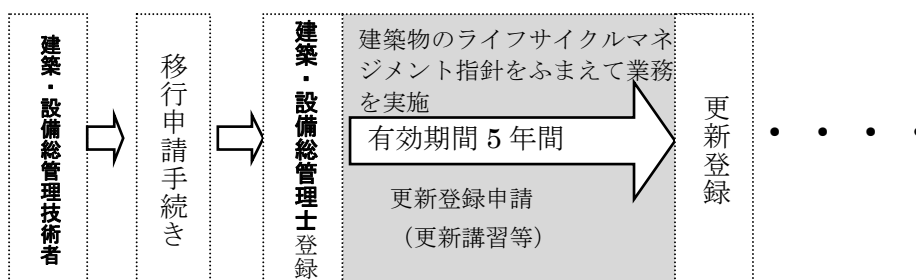 建築・設備総管理技術者
移行申請手続き
建築・設備総管理士登録
建築物のライフサイクルマネ
ジメント指針をふまえて業務
を実施
有効期間 5 年間
更新登録申請
（更新講習等）
更新登録
・・・・